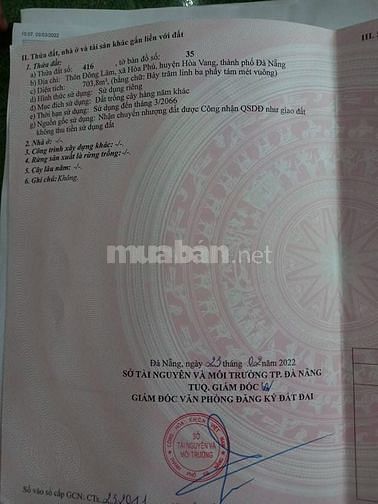 10:07, 03/03/2022
II. Thửa đất, nhà ở và tài sản khác gắn liền với đất
III.
1. Thửa đất:
a) Thửa đất số: 416 , tờ bản đồ số: 35
b) Địa chỉ: Thôn Đông Lâm, xã Hòa Phú, huyện Hòa Vang, thành phố Đà Nẵng
c) Diện tích: 703,8m², (bằng chữ: Bảy trăm linh ba phẩy tám mét vuông)
d) Hình thức sử dụng: Sử dụng riêng
đ) Mục đích sử dụng: Đất trồng cây hàng năm khác
e) Thời hạn sử dụng: Sử dụng đến tháng 3/2066
g) Nguồn gốc sử dụng: Nhận chuyển nhượng đất được Công nhận QSDĐ như giao đất
không thu tiền sử dụng đất
2. Nhà ở: -/-.
3. Công trình xây dựng khác: -/-.
4. Rừng sản xuất là rừng trồng: -/-.
5. Cây lâu năm: -/-.
6. Ghi chú: Không.
muabán.net
Đà Nẵng, ngày 23 tháng 02 năm 2022
SỞ TÀI NGUYÊN VÀ MÔI TRƯỜNG TP. ĐÀ NẴNG
TUQ. GIÁM ĐỐC
GIÁM ĐỐC VĂN PHÒNG ĐĂNG KÝ ĐẤT ĐAI
SỞ
TÀI NGUYÊN VÀ
MÔI TRƯỜNG
Số vào sổ cấp GCN: CTs